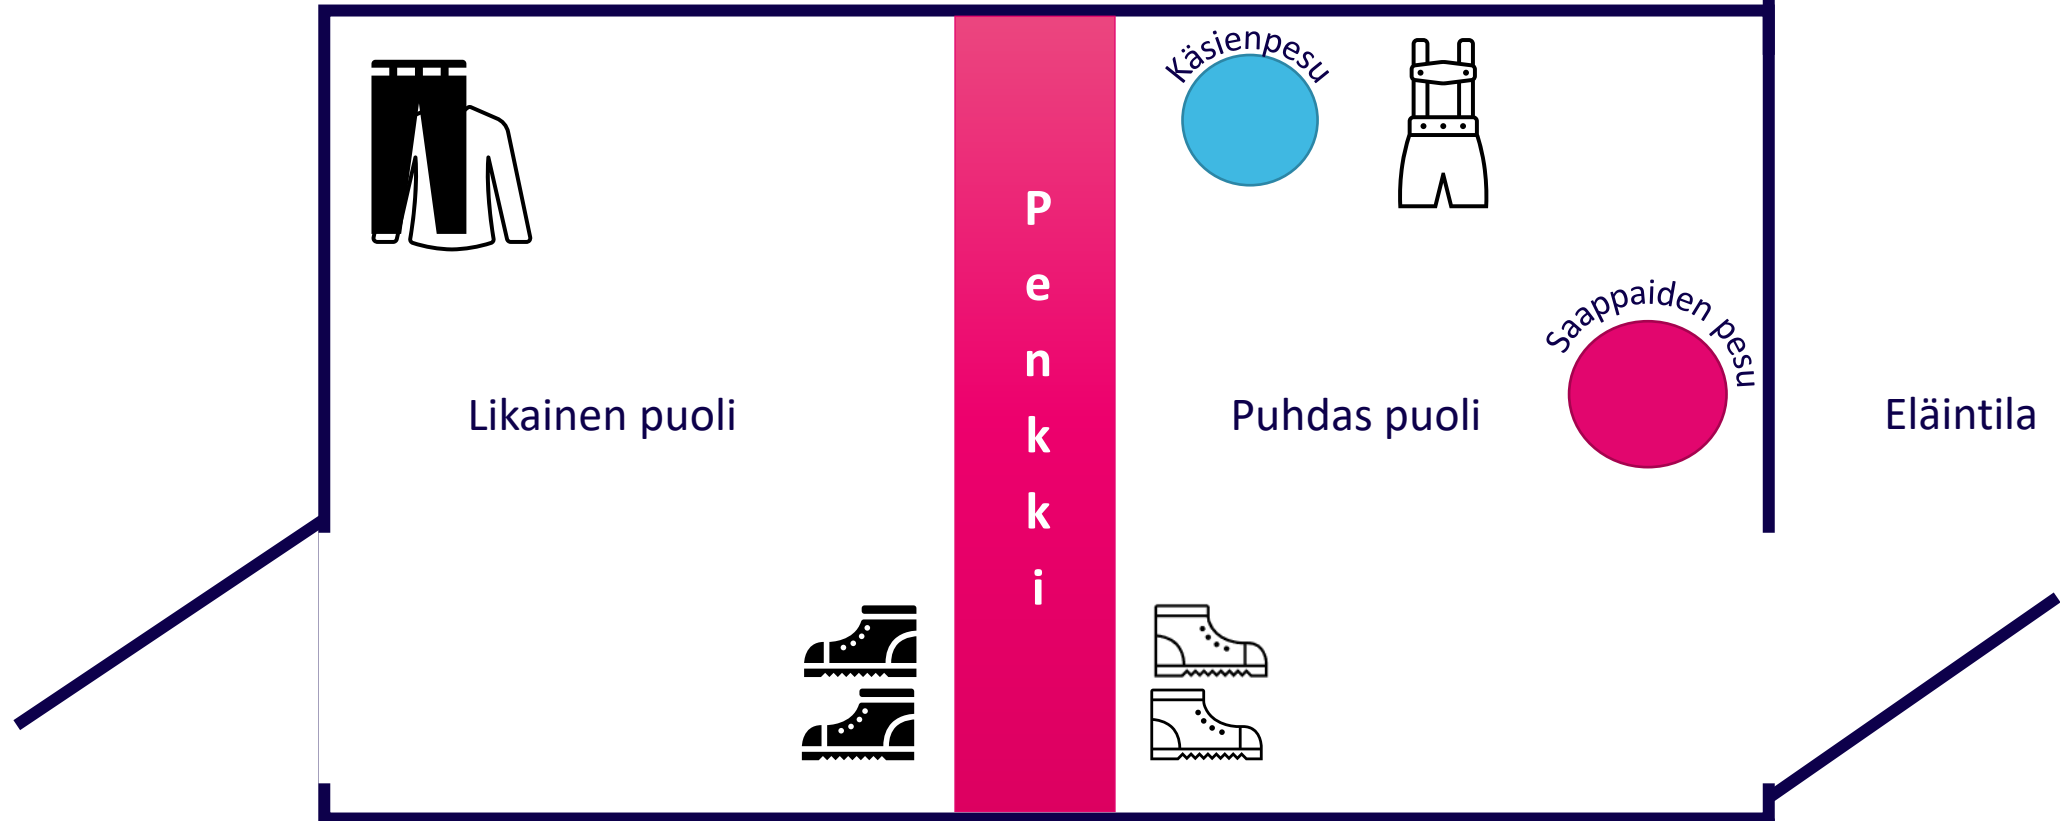 Likainen puoli
Penkki
Käsienpesu
Saappaiden pesu
Puhdas puoli
Eläintila